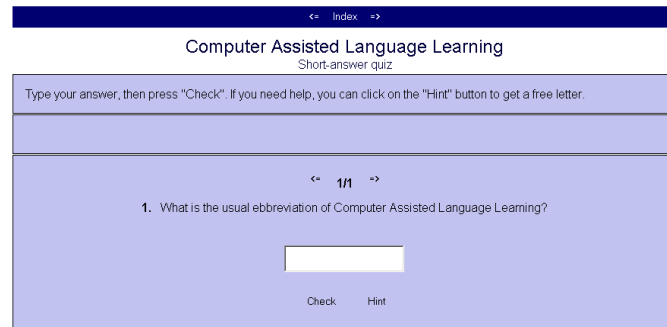 <= Index =>
Computer Assisted Language Learning
Short-answer quiz
Type your answer, then press "Check". If you need help, you can click on the "Hint" button to get a free letter.
<= 1/1 =>
1. What is the usual ebbreviation of Computer Assisted Language Learning?
Check Hint